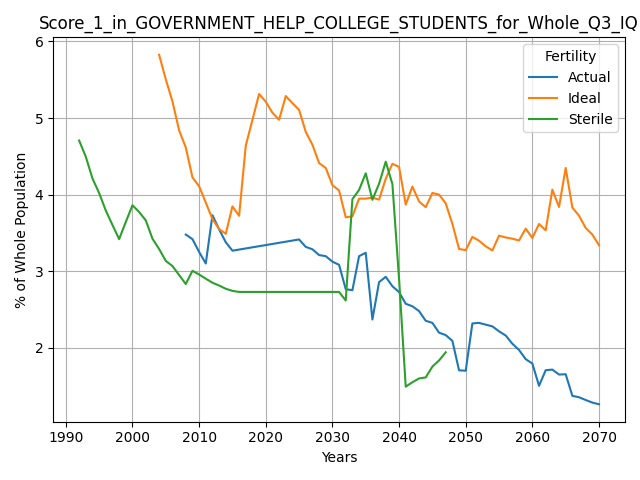 Score_1_in_GOVERNMENT_HELP_COLLEGE_STUDENTS_for_Whole_Q3_IQ
6
5
4
3
2
% of Whole Population
1990 2000 2010 2020 2030 2040 2050 2060 2070
Years
Fertility
Actual
Ideal
Sterile